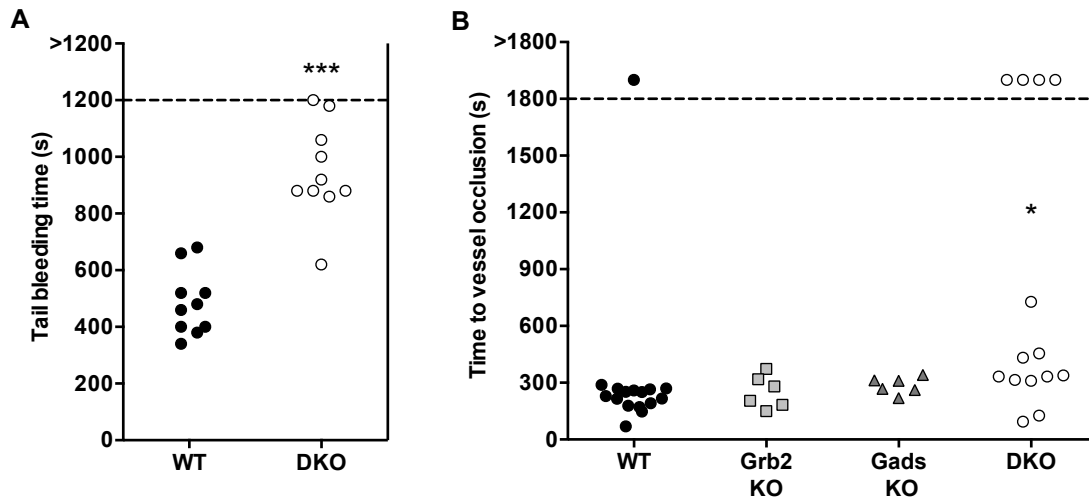 A
Tail bleeding time (s)
>1200
1200
1000
800
600
400
200
0
***
WT
DKO
B
Time to vessel occlusion (s)
>1800
1800
1500
1200
900
600
300
0
*
WT
Grb2
KO
Gads
KO
DKO